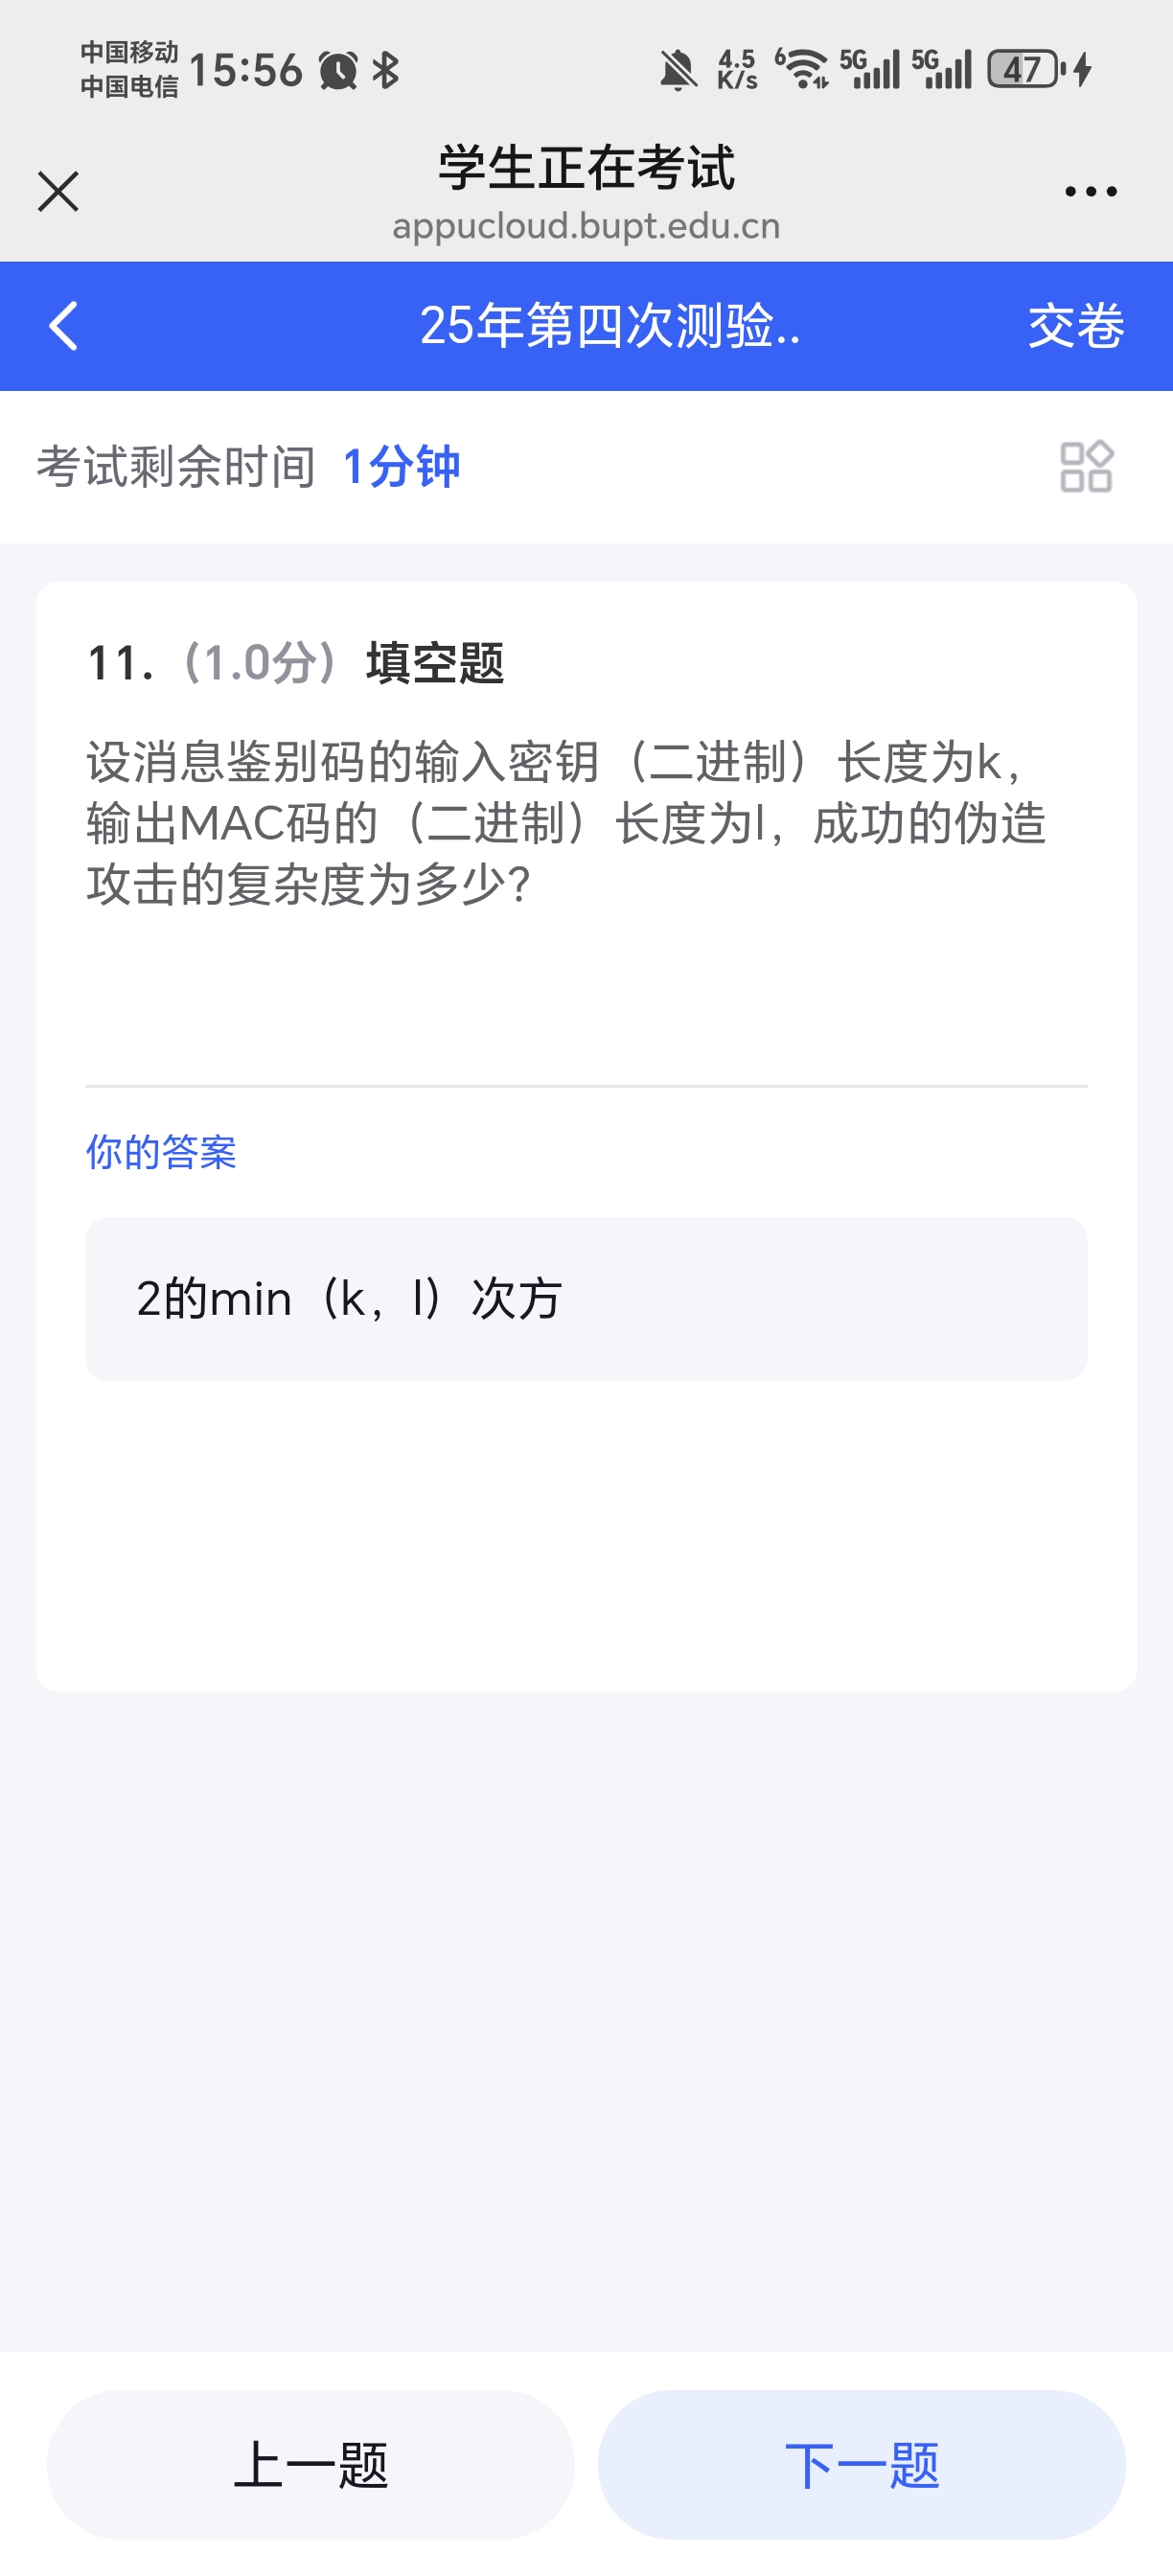 中国移动
中国电信
15:56
4.5
K/s
6
5G
5G
47
学生正在考试
appucloud.bupt.edu.cn
25年第四次测验..
交卷
考试剩余时间 1分钟
11.（1.0分）填空题
设消息鉴别码的输入密钥（二进制）长度为k，
输出MAC码的（二进制）长度为l，成功的伪造
攻击的复杂度为多少?
你的答案
2的min（k，l）次方
上一题
下一题